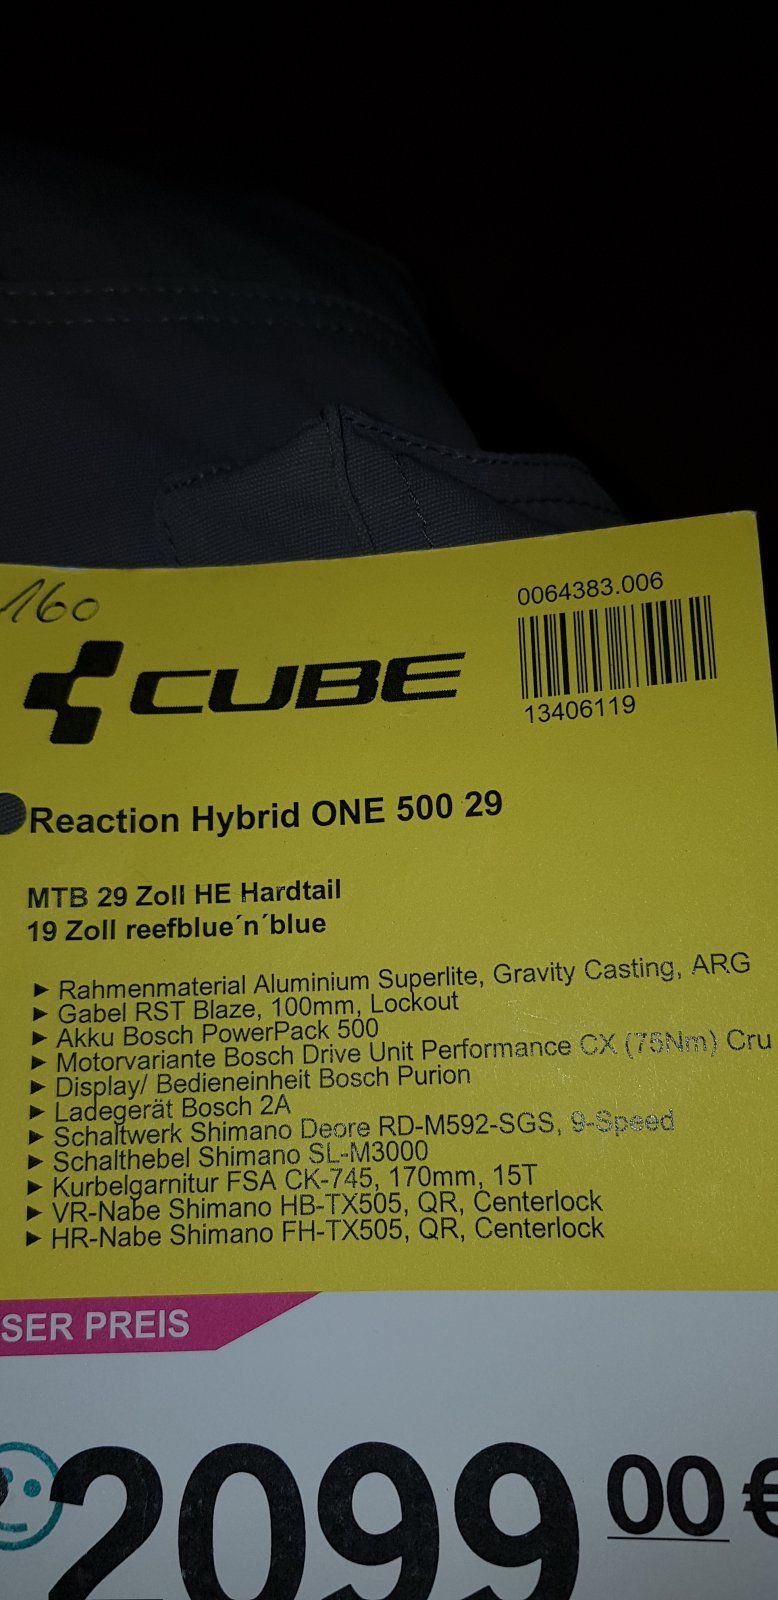 160
0064383.006
CUBE
13406119
Reaction Hybrid ONE 500 29
MTB 29 Zoll HE Hardtail
19 Zoll reefblue´n´blue
► Rahmenmaterial Aluminium Superlite, Gravity Casting, ARG
► Gabel RST Blaze, 100mm, Lockout
► Akku Bosch PowerPack 500
► Motorvariante Bosch Drive Unit Performance CX (75Nm) Cru
► Display/ Bedieneinheit Bosch Purion
► Ladegerät Bosch 2A
► Schaltwerk Shimano Deore RD-M592-SGS, 9-Speed
► Schalthebel Shimano SL-M3000
► Kurbelgarnitur FSA CK-745, 170mm, 15T
► VR-Nabe Shimano HB-TX505, QR, Centerlock
► HR-Nabe Shimano FH-TX505, QR, Centerlock
SER PREIS
2099 00 €